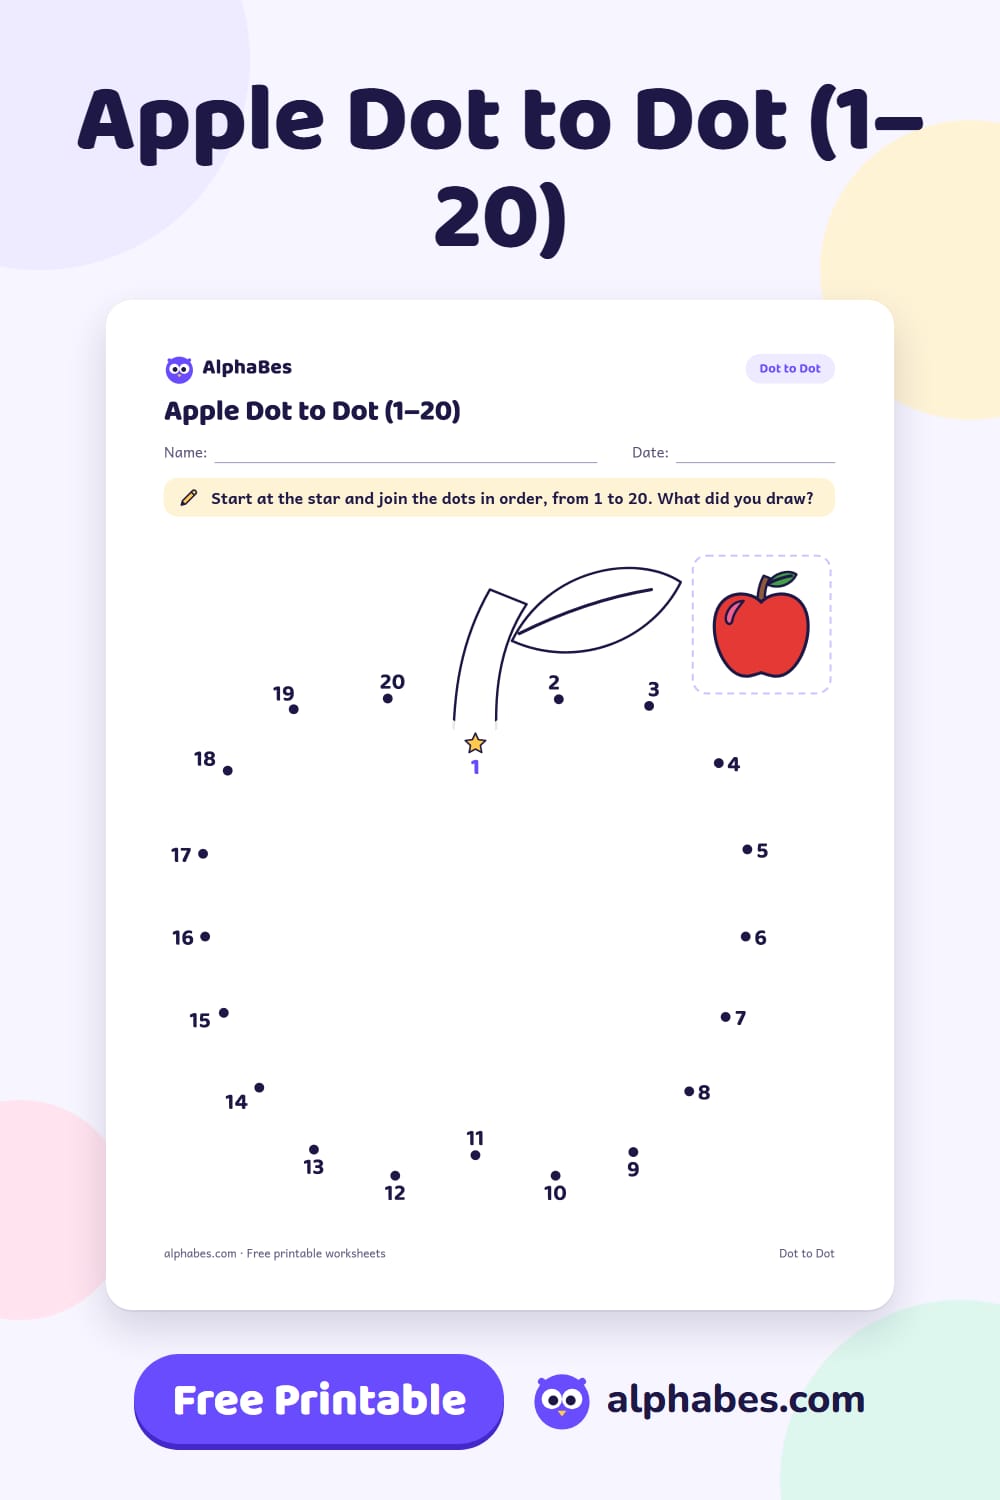 Apple Dot to Dot (1–
20)
AlphaBes
Dot to Dot
Apple Dot to Dot (1–20)
Name:
Date:
Start at the star and join the dots in order, from 1 to 20. What did you draw?
19
20
2
3
18
1
4
17
5
16
6
15
7
14
8
13
12
11
10
9
alphabes.com · Free printable worksheets
Dot to Dot
Free Printable
alphabes.com